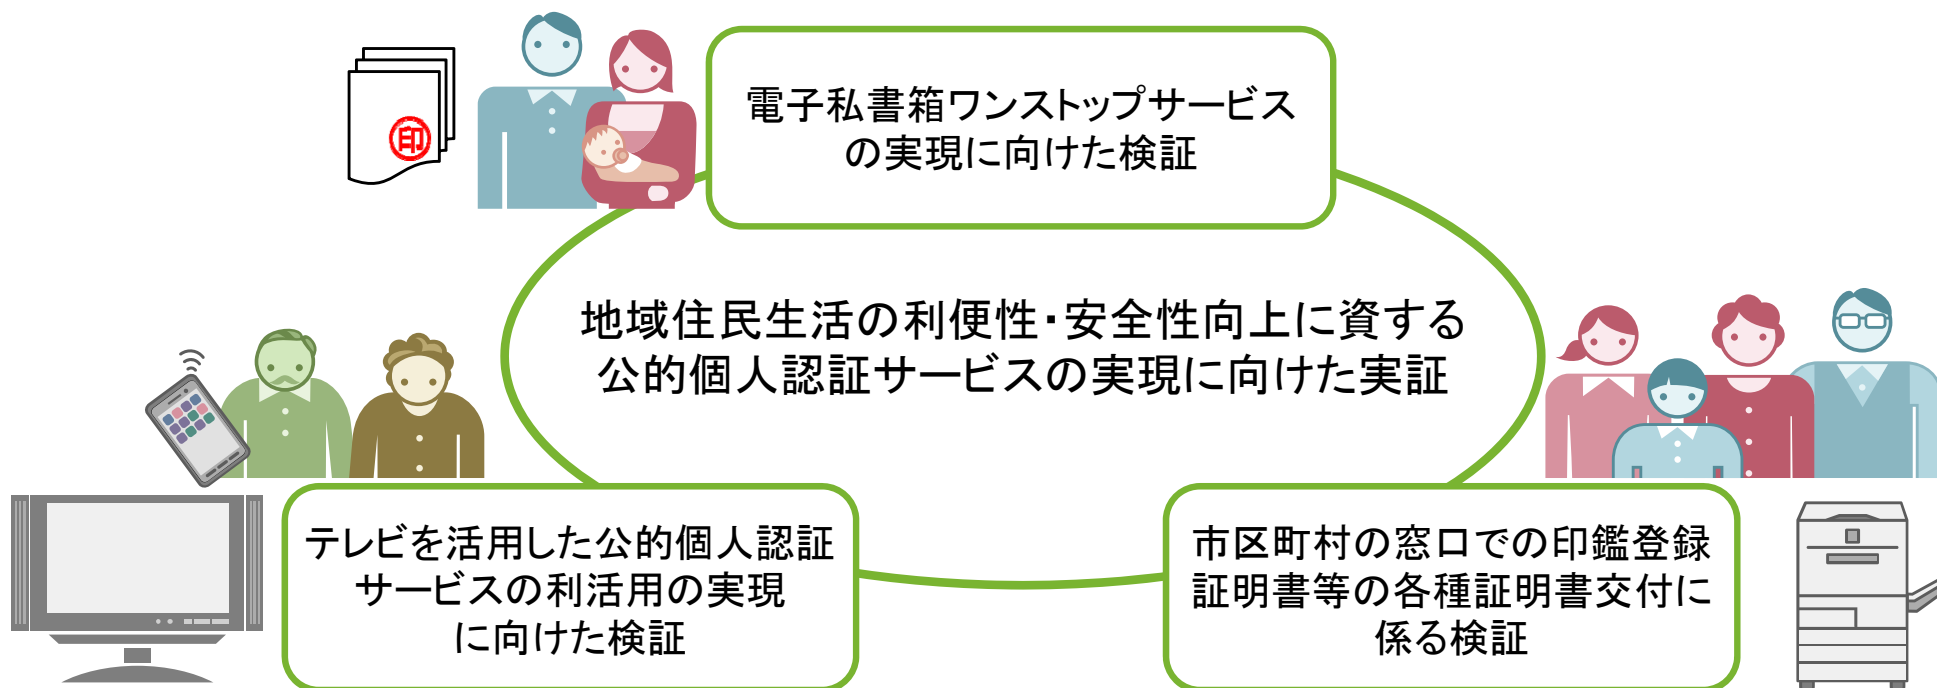 電子私書箱ワンストップサービス
の実現に向けた検証
印
地域住民生活の利便性・安全性向上に資する
公的個人認証サービスの実現に向けた実証
テレビを活用した公的個人認証
サービスの利活用の実現
に向けた検証
市区町村の窓口での印鑑登録
証明書等の各種証明書交付に
係る検証